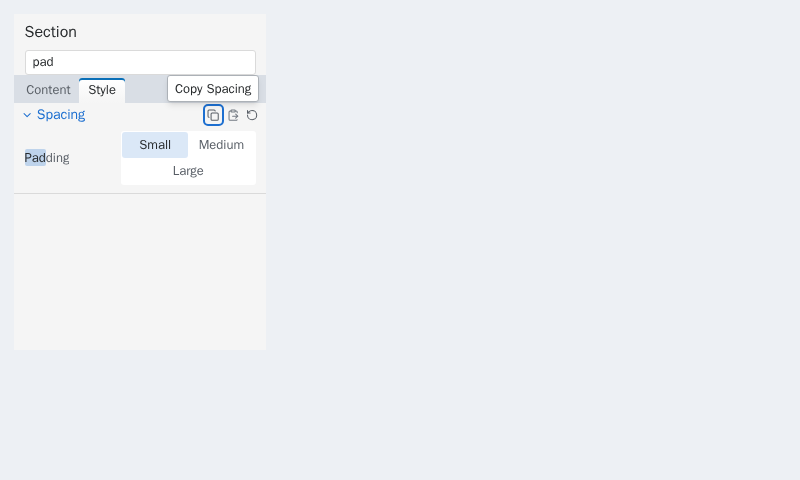 Section
pad
Content
Style
Copy Spacing
Spacing
Padding
Small
Medium
Large